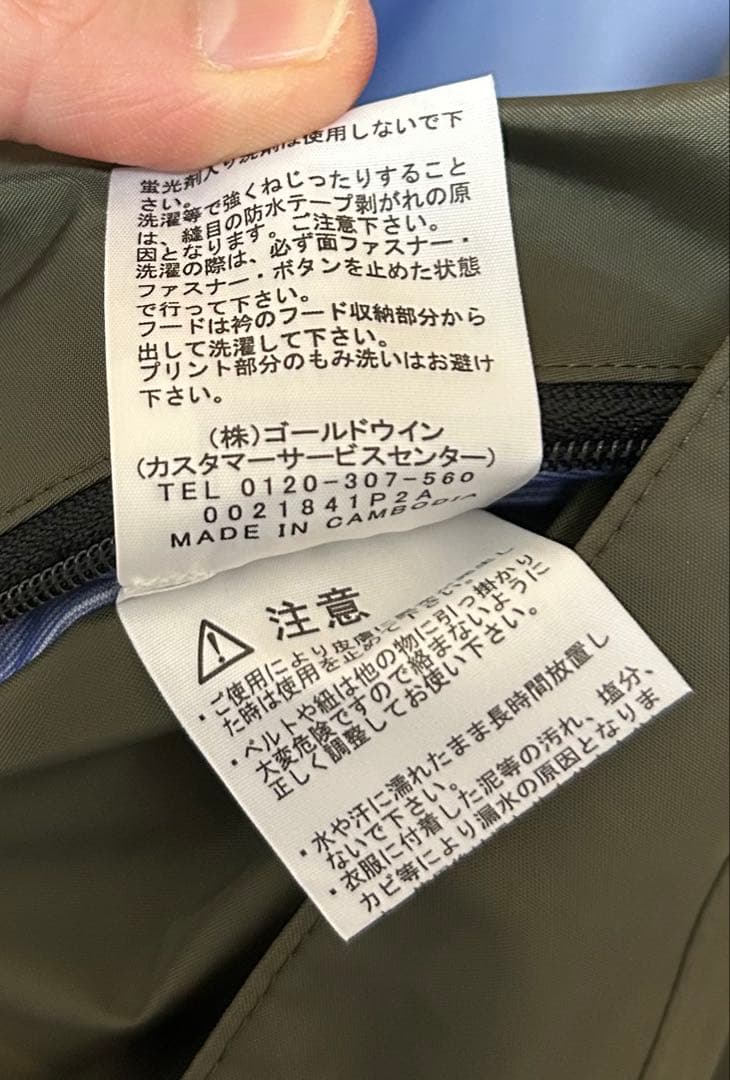 蛍光剤入り洗剤は使用しないで下
さい。
洗濯等で強くねじったりすること
は、縫目の防水テープ剥がれの原
因となります。ご注意下さい。
洗濯の際は、必ず面ファスナー・
ファスナー・ボタンを止めた状態
で行って下さい。
フードは衿のフード収納部分から
出して洗濯して下さい。
プリント部分のもみ洗いはお避け
下さい。
(株)ゴールドウイン
(カスタマーサービスセンター)
TEL 0120-307-560
0021841P2A
MADE IN CAMBODIA
注意
・ご使用により皮膚に
た時は使用を止めて下さい。
・ベルトや紐は他の物に引っ掛かり
大変危険ですので絡まないように
正しく調整してお使い下さい。
・水や汗に濡れたまま長時間放置し
ないで下さい。
・衣服に付着した泥等の汚れ、塩分、
カビ等により漏水の原因となりま